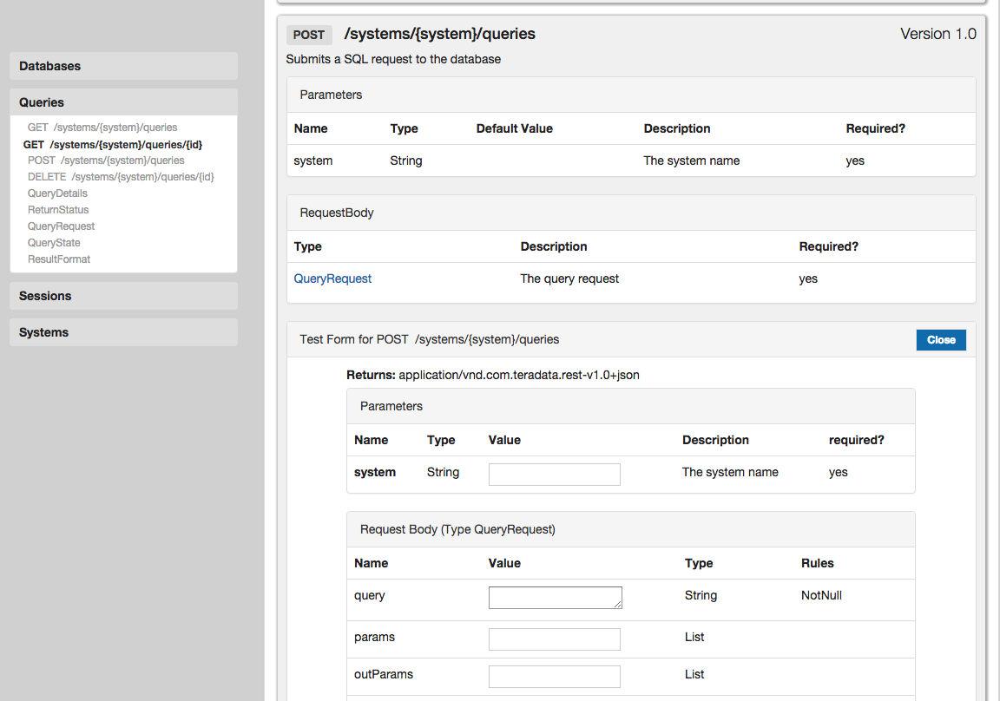 Databases
Queries
GET /systems/{system}/queries
GET /systems/{system}/queries/{id}
POST /systems/{system}/queries
DELETE /systems/{system}/queries/{id}
QueryDetails
ReturnStatus
QueryRequest
QueryState
ResultFormat
Sessions
Systems
POST /systems/{system}/queries Version 1.0
Submits a SQL request to the database
Parameters
Name Type Default Value Description Required?
system String The system name yes
RequestBody
Type Description Required?
QueryRequest The query request yes
Test Form for POST /systems/{system}/queries Close
Returns: application/vnd.com.teradata.rest-v1.0+json
Parameters
Name Type Value Description required?
system String The system name yes
Request Body (Type QueryRequest)
Name Value Type Rules
query String NotNull
params List
outParams List